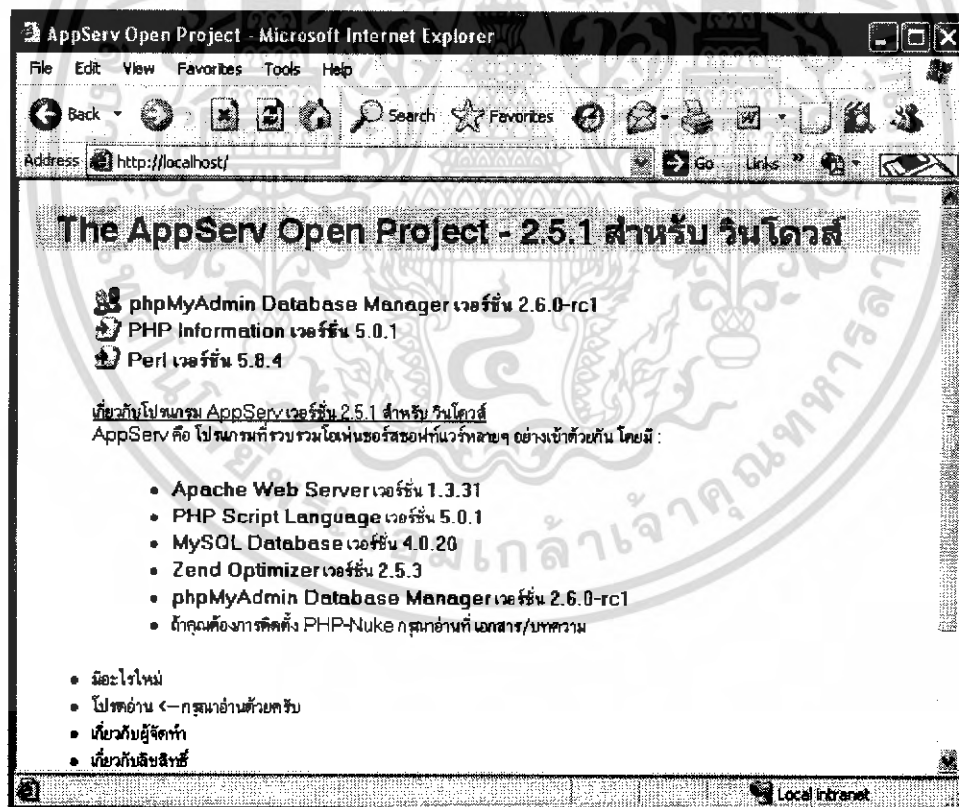 AppServ Open Project - Microsoft Internet Explorer
File Edit View Favorites Tools Help
Back Search Favorites
Address http://localhost/ Go Links »
The AppServ Open Project - 2.5.1 สำหรับ วินโดวส์
phpMyAdmin Database Manager เวอร์ชั่น 2.6.0-rc1
PHP Information เวอร์ชั่น 5.0.1
Perl เวอร์ชั่น 5.8.4
เกี่ยวกับโปรแกรม AppServ เวอร์ชั่น 2.5.1 สำหรับ วินโดวส์
AppServ คือ โปรแกรมที่รวบรวมโอเพ่นซอร์สซอฟท์แวร์หลายๆ อย่างเข้าด้วยกัน โดยมี :
• Apache Web Server เวอร์ชั่น 1.3.31
• PHP Script Language เวอร์ชั่น 5.0.1
• MySQL Database เวอร์ชั่น 4.0.20
• Zend Optimizer เวอร์ชั่น 2.5.3
• phpMyAdmin Database Manager เวอร์ชั่น 2.6.0-rc1
• ถ้าคุณต้องการติดตั้ง PHP-Nuke กรุณาอ่านที่ เอกสาร/บทความ
• มีอะไรใหม่
• โปรดอ่าน <--กรุณาอ่านด้วยครับ
• เกี่ยวกับผู้จัดทำ
• เกี่ยวกับลิขสิทธิ์
Local intranet